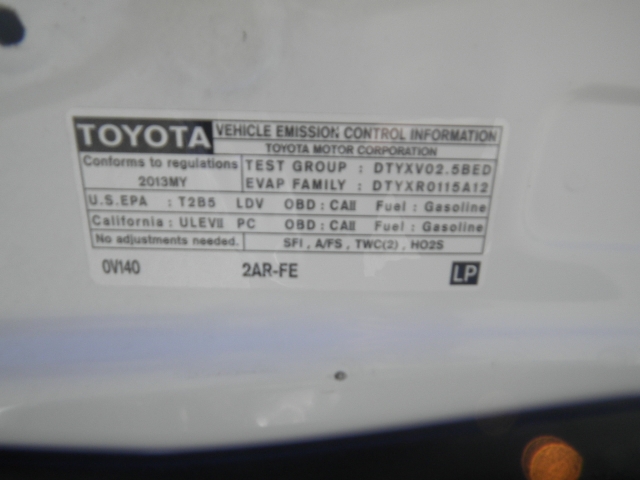 TOYOTA VEHICLE EMISSION CONTROL INFORMATION
TOYOTA MOTOR CORPORATION
Conforms to regulations
2013MY
TEST GROUP : DTYXV02.5BED
EVAP FAMILY : DTYXR0115A12
U.S.EPA : T2B5 LDV OBD : CAII Fuel : Gasoline
California : ULEVII PC OBD : CAII Fuel : Gasoline
No adjustments needed. SFI , A/FS , TWC(2) , HO2S
0V140 2AR-FE LP